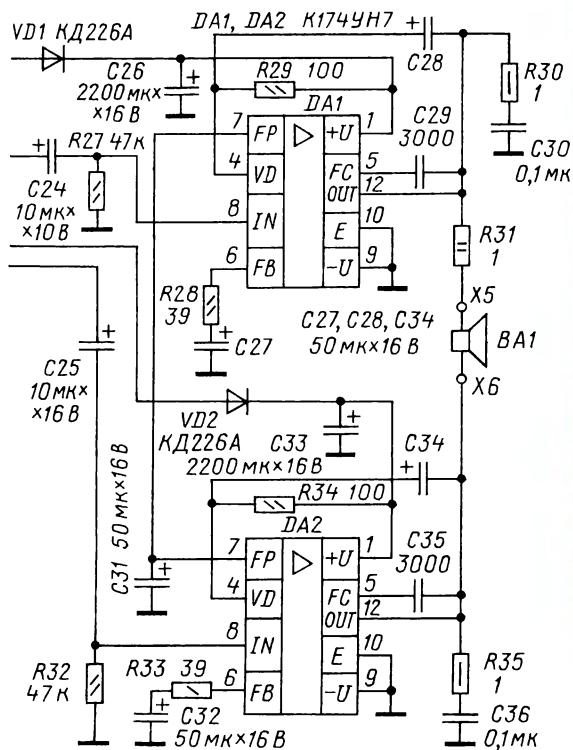 DA1, DA2 К174УН7
VD1 КД226А
C28
C26
2200 мк×
×16 В
R29 100
DA1
R30
1
7
FP
+U
1
C29
3000
C30
0,1 мк
R27 47к
4
VD
FC
5
OUT
12
C24
10 мк×
×10 В
8
IN
E
10
R31
1
6
FB
-U
9
X5
R28
39
BA1
C27
C27, C28, C34
50 мк×16 В
X6
C25
10 мк×
×16 В
VD2
КД226А
C33
2200 мк×16 В
C34
R34 100
C31 50 мк×16 В
DA2
7
FP
+U
1
C35
3000
4
VD
FC
5
OUT
12
8
IN
E
10
R32
47к
R33 39
6
FB
-U
9
R35
1
C32
50 мк×16 В
C36
0,1 мк